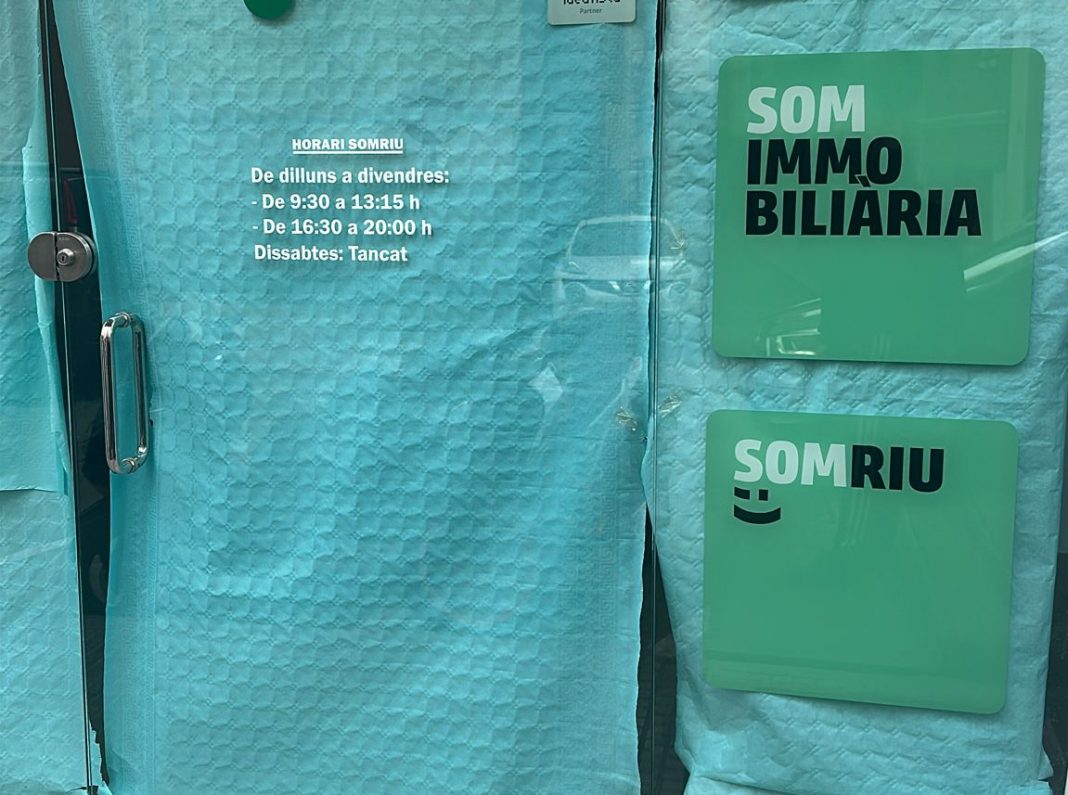 Partner
HORARI SOMRIU
De dilluns a divendres:
- De 9:30 a 13:15 h
- De 16:30 a 20:00 h
Dissabtes: Tancat
SOM
IMMO
BILIÀRIA
SOMRIU